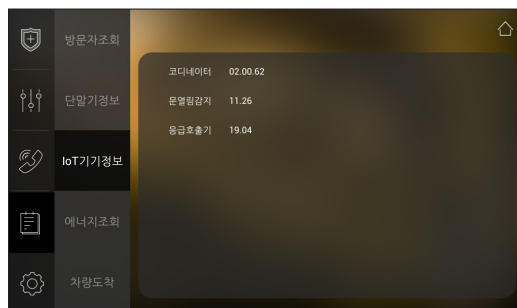 방문자조회
단말기정보
IoT기기정보
에너지조회
차량도착
코디네이터 02.00.62
문열림감지 11.26
응급호출기 19.04